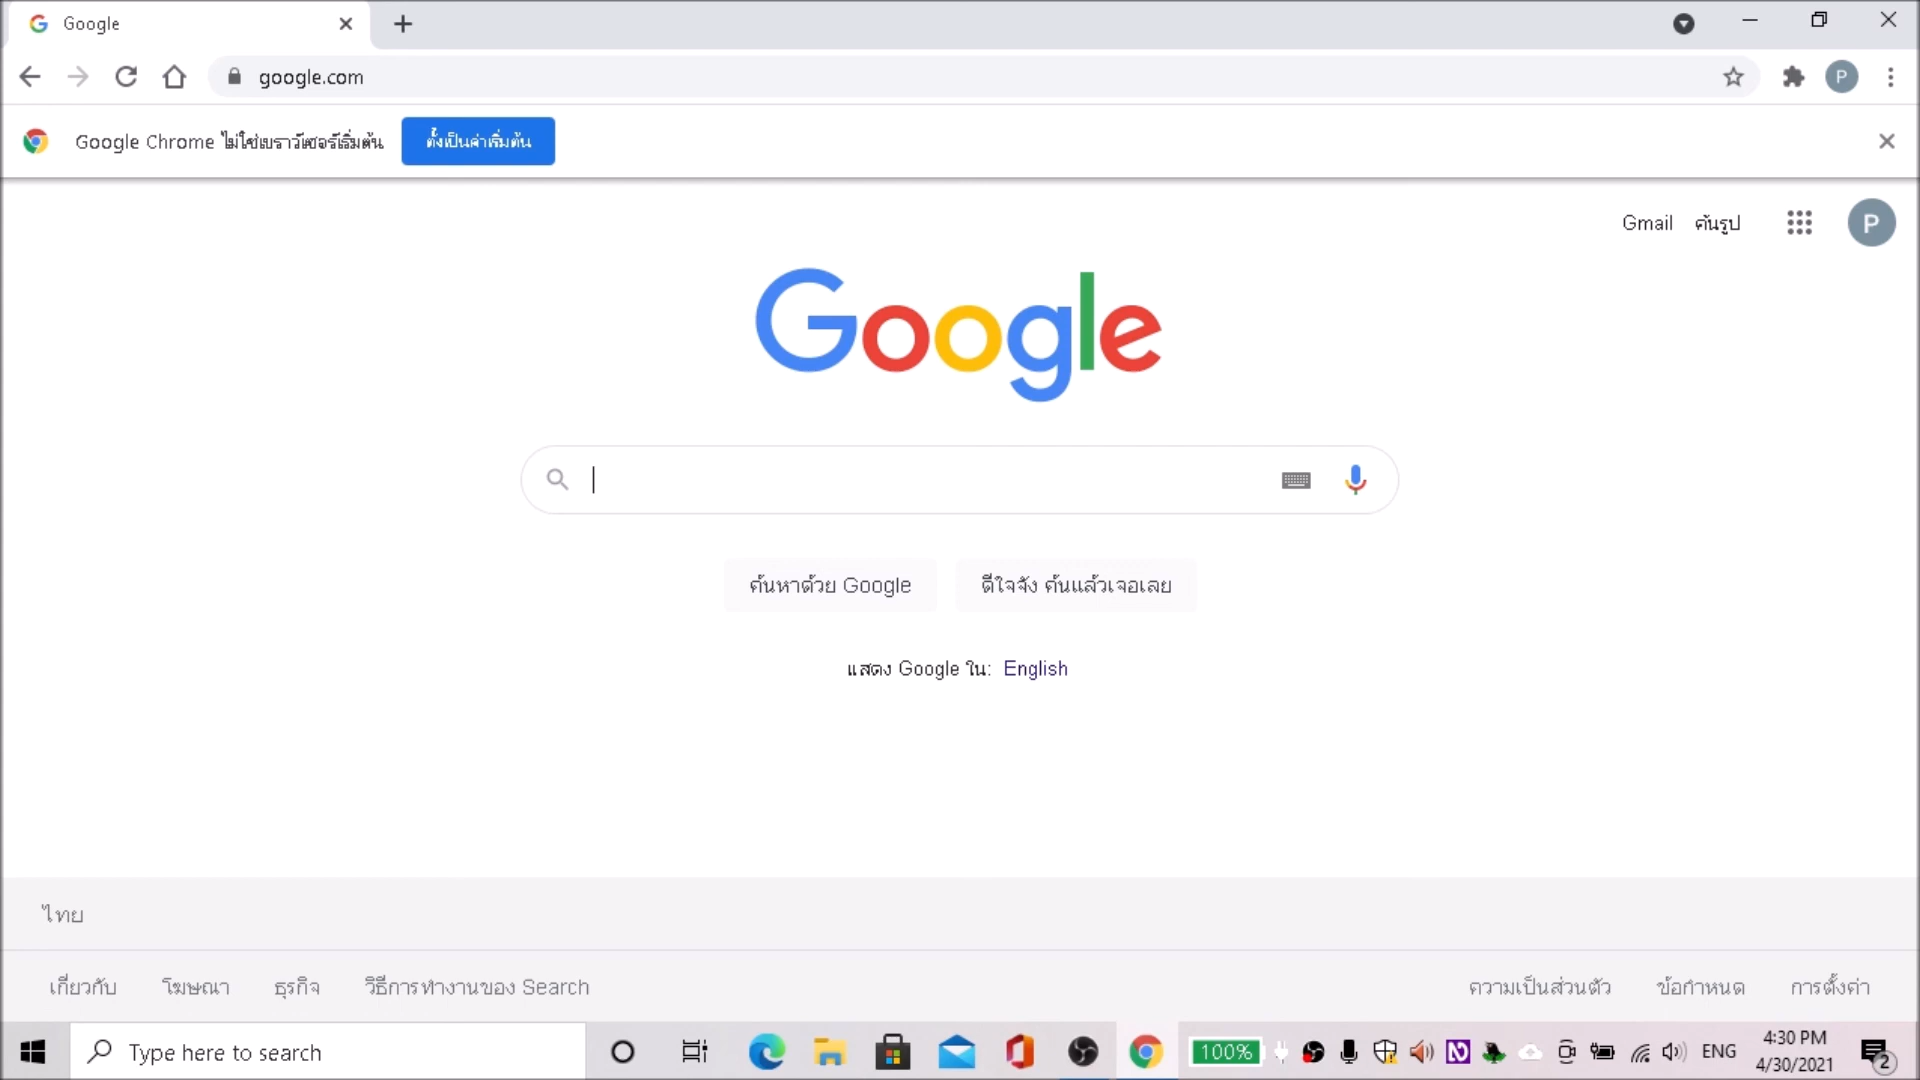 Google
google.com
Google Chrome ไม่ใช่เบราว์เซอร์เริ่มต้น ตั้งเป็นค่าเริ่มต้น
P
Gmail ค้นรูป P
Google
ค้นหาด้วย Google ดีใจจัง ค้นแล้วเจอเลย
แสดง Google ใน: English
ไทย
เกี่ยวกับ โฆษณา ธุรกิจ วิธีการทำงานของ Search ความเป็นส่วนตัว ข้อกำหนด การตั้งค่า
Type here to search 100% ENG 4:30 PM
4/30/2021 2